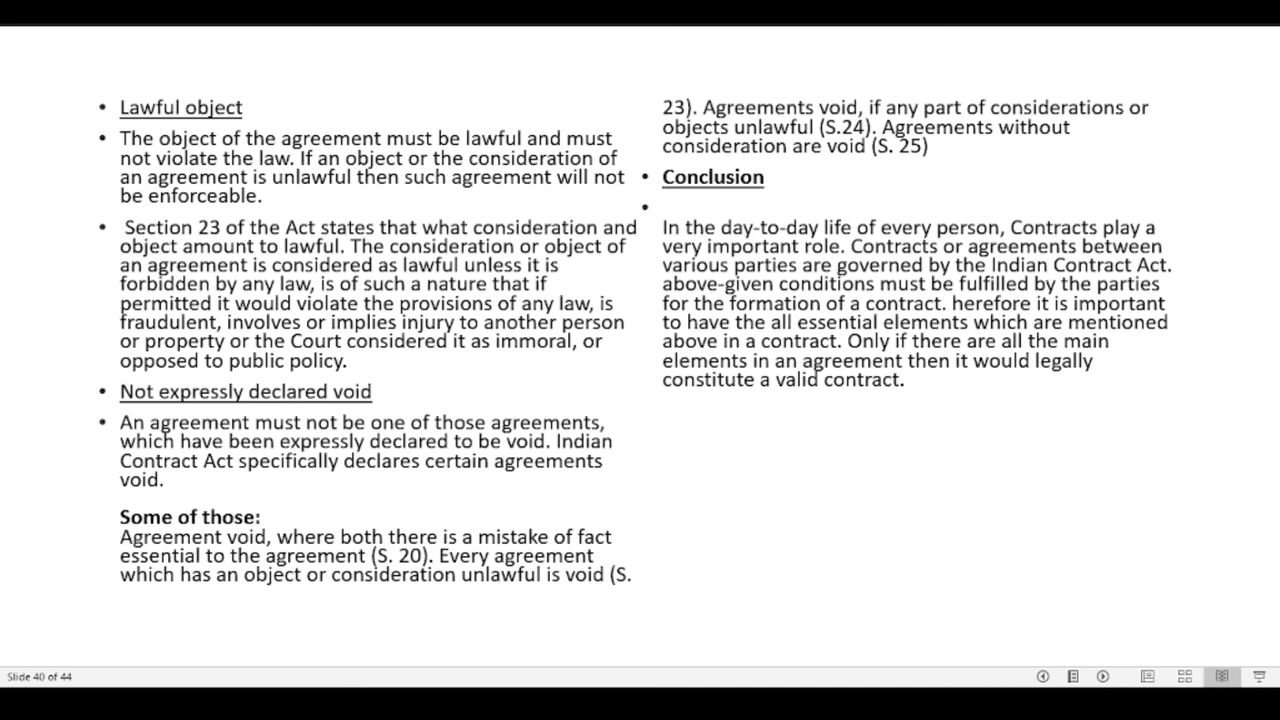 • Lawful object
• The object of the agreement must be lawful and must
not violate the law. If an object or the consideration of
an agreement is unlawful then such agreement will not
be enforceable.
• Section 23 of the Act states that what consideration and
object amount to lawful. The consideration or object of
an agreement is considered as lawful unless it is
forbidden by any law, is of such a nature that if
permitted it would violate the provisions of any law, is
fraudulent, involves or implies injury to another person
or property or the Court considered it as immoral, or
opposed to public policy.
• Not expressly declared void
• An agreement must not be one of those agreements,
which have been expressly declared to be void. Indian
Contract Act specifically declares certain agreements
void.
Some of those:
Agreement void, where both there is a mistake of fact
essential to the agreement (S. 20). Every agreement
which has an object or consideration unlawful is void (S.
23). Agreements void, if any part of considerations or
objects unlawful (S.24). Agreements without
consideration are void (S. 25)
• Conclusion
•
In the day-to-day life of every person, Contracts play a
very important role. Contracts or agreements between
various parties are governed by the Indian Contract Act.
above-given conditions must be fulfilled by the parties
for the formation of a contract. herefore it is important
to have the all essential elements which are mentioned
above in a contract. Only if there are all the main
elements in an agreement then it would legally
constitute a valid contract.
Slide 40 of 44